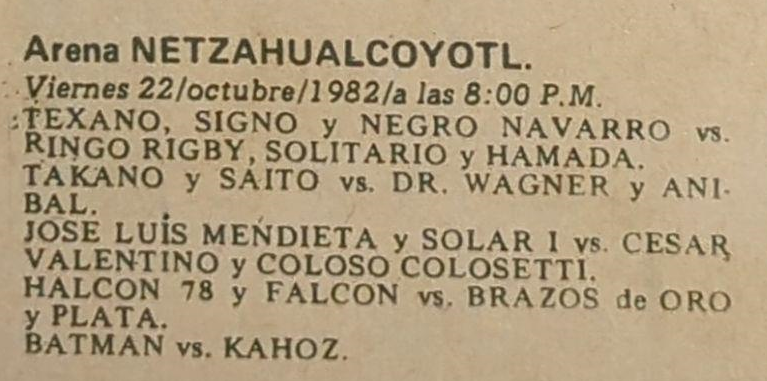 Arena NETZAHUALCOYOTL.
Viernes 22/octubre/1982/a las 8:00 P.M.
TEXANO, SIGNO y NEGRO NAVARRO vs.
RINGO RIGBY, SOLITARIO y HAMADA.
TAKANO y SAITO vs. DR. WAGNER y ANI-
BAL.
JOSE LUIS MENDIETA y SOLAR I vs. CESAR
VALENTINO y COLOSO COLOSETTI.
HALCON 78 y FALCON vs. BRAZOS de ORO
y PLATA.
BATMAN vs. KAHOZ.